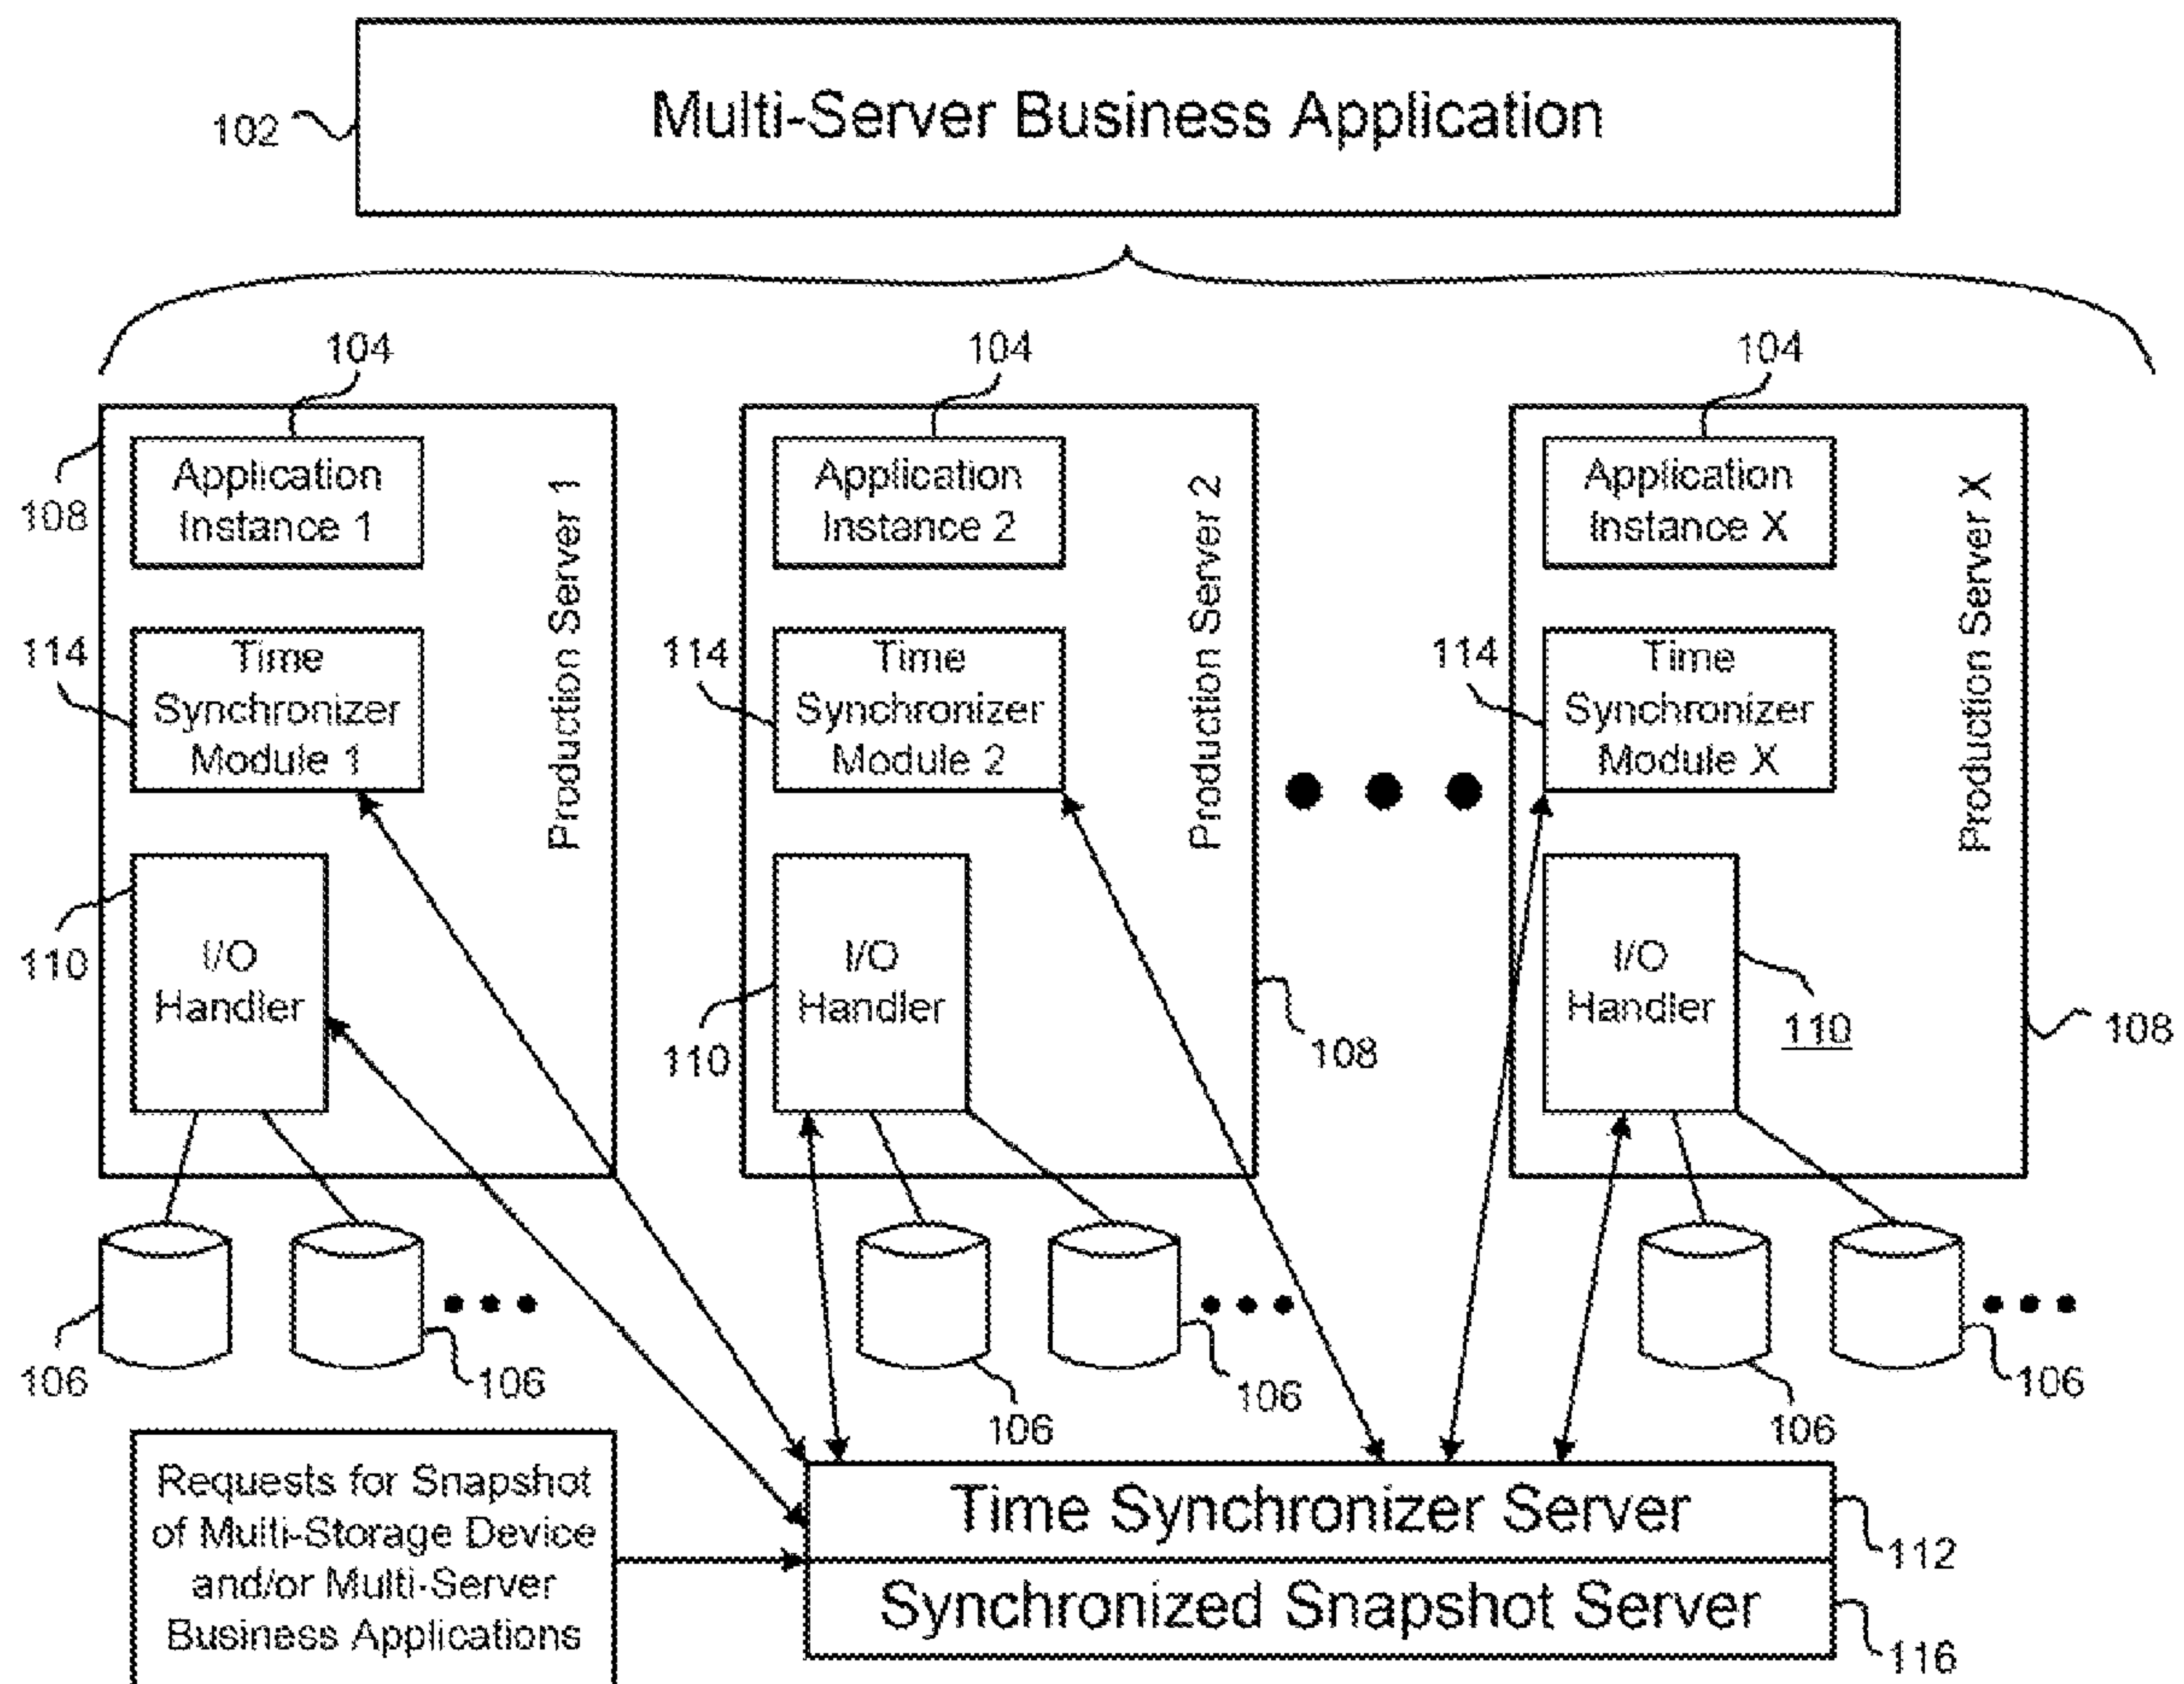 Multi-Server Business Application
102
104
104
104
108
Application
Instance 1
Production Server 1
Application
Instance 2
Production Server 2
Application
Instance X
Production Server X
114
Time
Synchronizer
Module 1
114
Time
Synchronizer
Module 2
114
Time
Synchronizer
Module X
110
I/O
Handler
110
I/O
Handler
108
I/O
Handler
110
108
106
106
106
106
106
106
Requests for Snapshot
of Multi-Storage Device
and/or Multi-Server
Business Applications
Time Synchronizer Server
112
Synchronized Snapshot Server
116